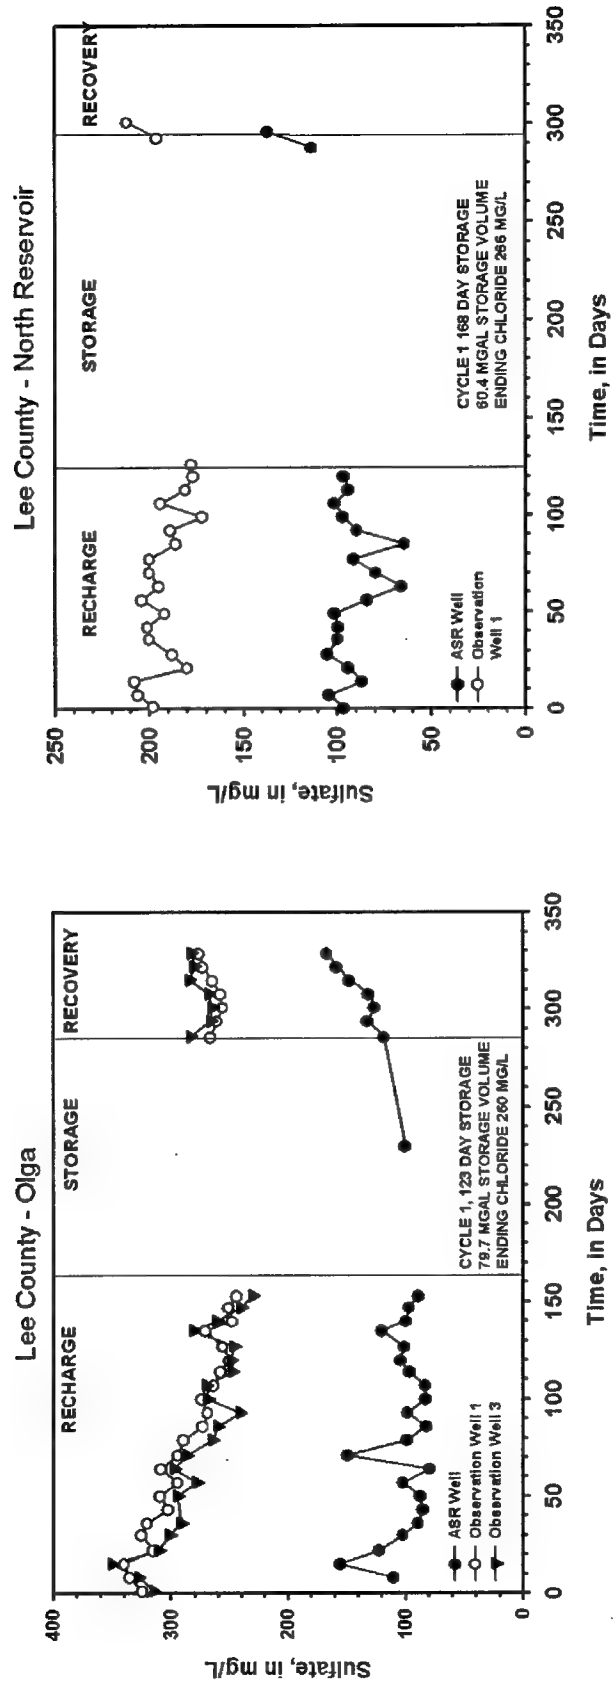 Lee County - Olga
RECHARGE
STORAGE
RECOVERY
400
300
200
100
0
Sulfate, in mg/L
CYCLE 1, 123 DAY STORAGE
79.7 MGAL STORAGE VOLUME
ENDING CHLORIDE 260 MG/L
ASR Well
Observation Well 1
Observation Well 3
0
50
100
150
200
250
300
350
Time, in Days
Lee County - North Reservoir
RECHARGE
STORAGE
RECOVERY
250
200
150
100
50
0
Sulfate, in mg/L
CYCLE 1 168 DAY STORAGE
60.4 MGAL STORAGE VOLUME
ENDING CHLORIDE 266 MG/L
ASR Well
Observation
Well 1
0
50
100
150
200
250
300
350
Time, in Days